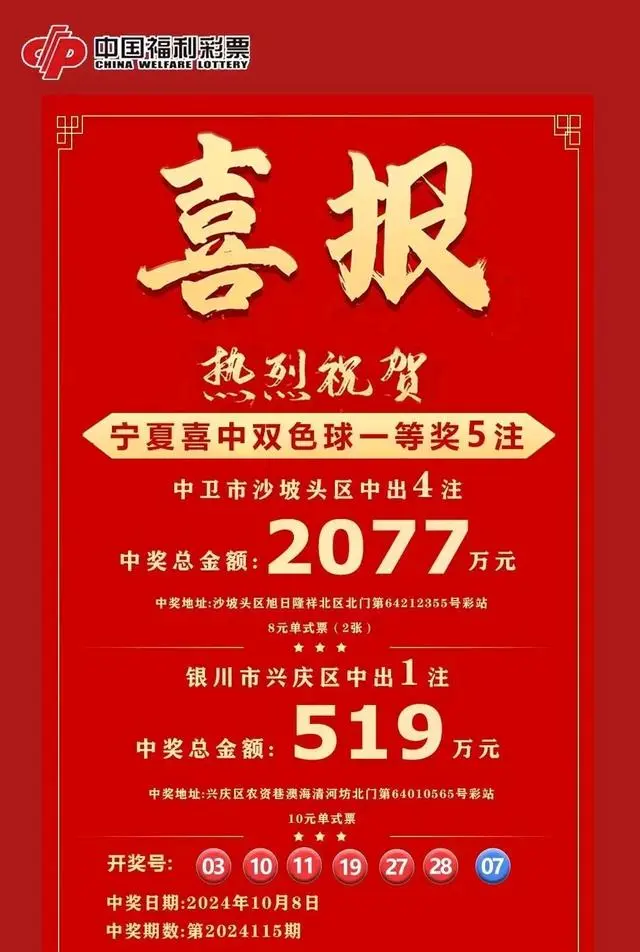 中国福利彩票
CHINA WELFARE LOTTERY
喜报
热烈祝贺
宁夏喜中双色球一等奖5注
中卫市沙坡头区中出4注
中奖总金额:2077万元
中奖地址:沙坡头区旭日隆祥北区北门第64212355号彩站
8元单式票（2张）
银川市兴庆区中出1注
中奖总金额:519万元
中奖地址:兴庆区农资巷澳海清河坊北门第64010565号彩站
10元单式票
开奖号: 03 10 11 19 27 28 07
中奖日期:2024年10月8日
中奖期数:第2024115期